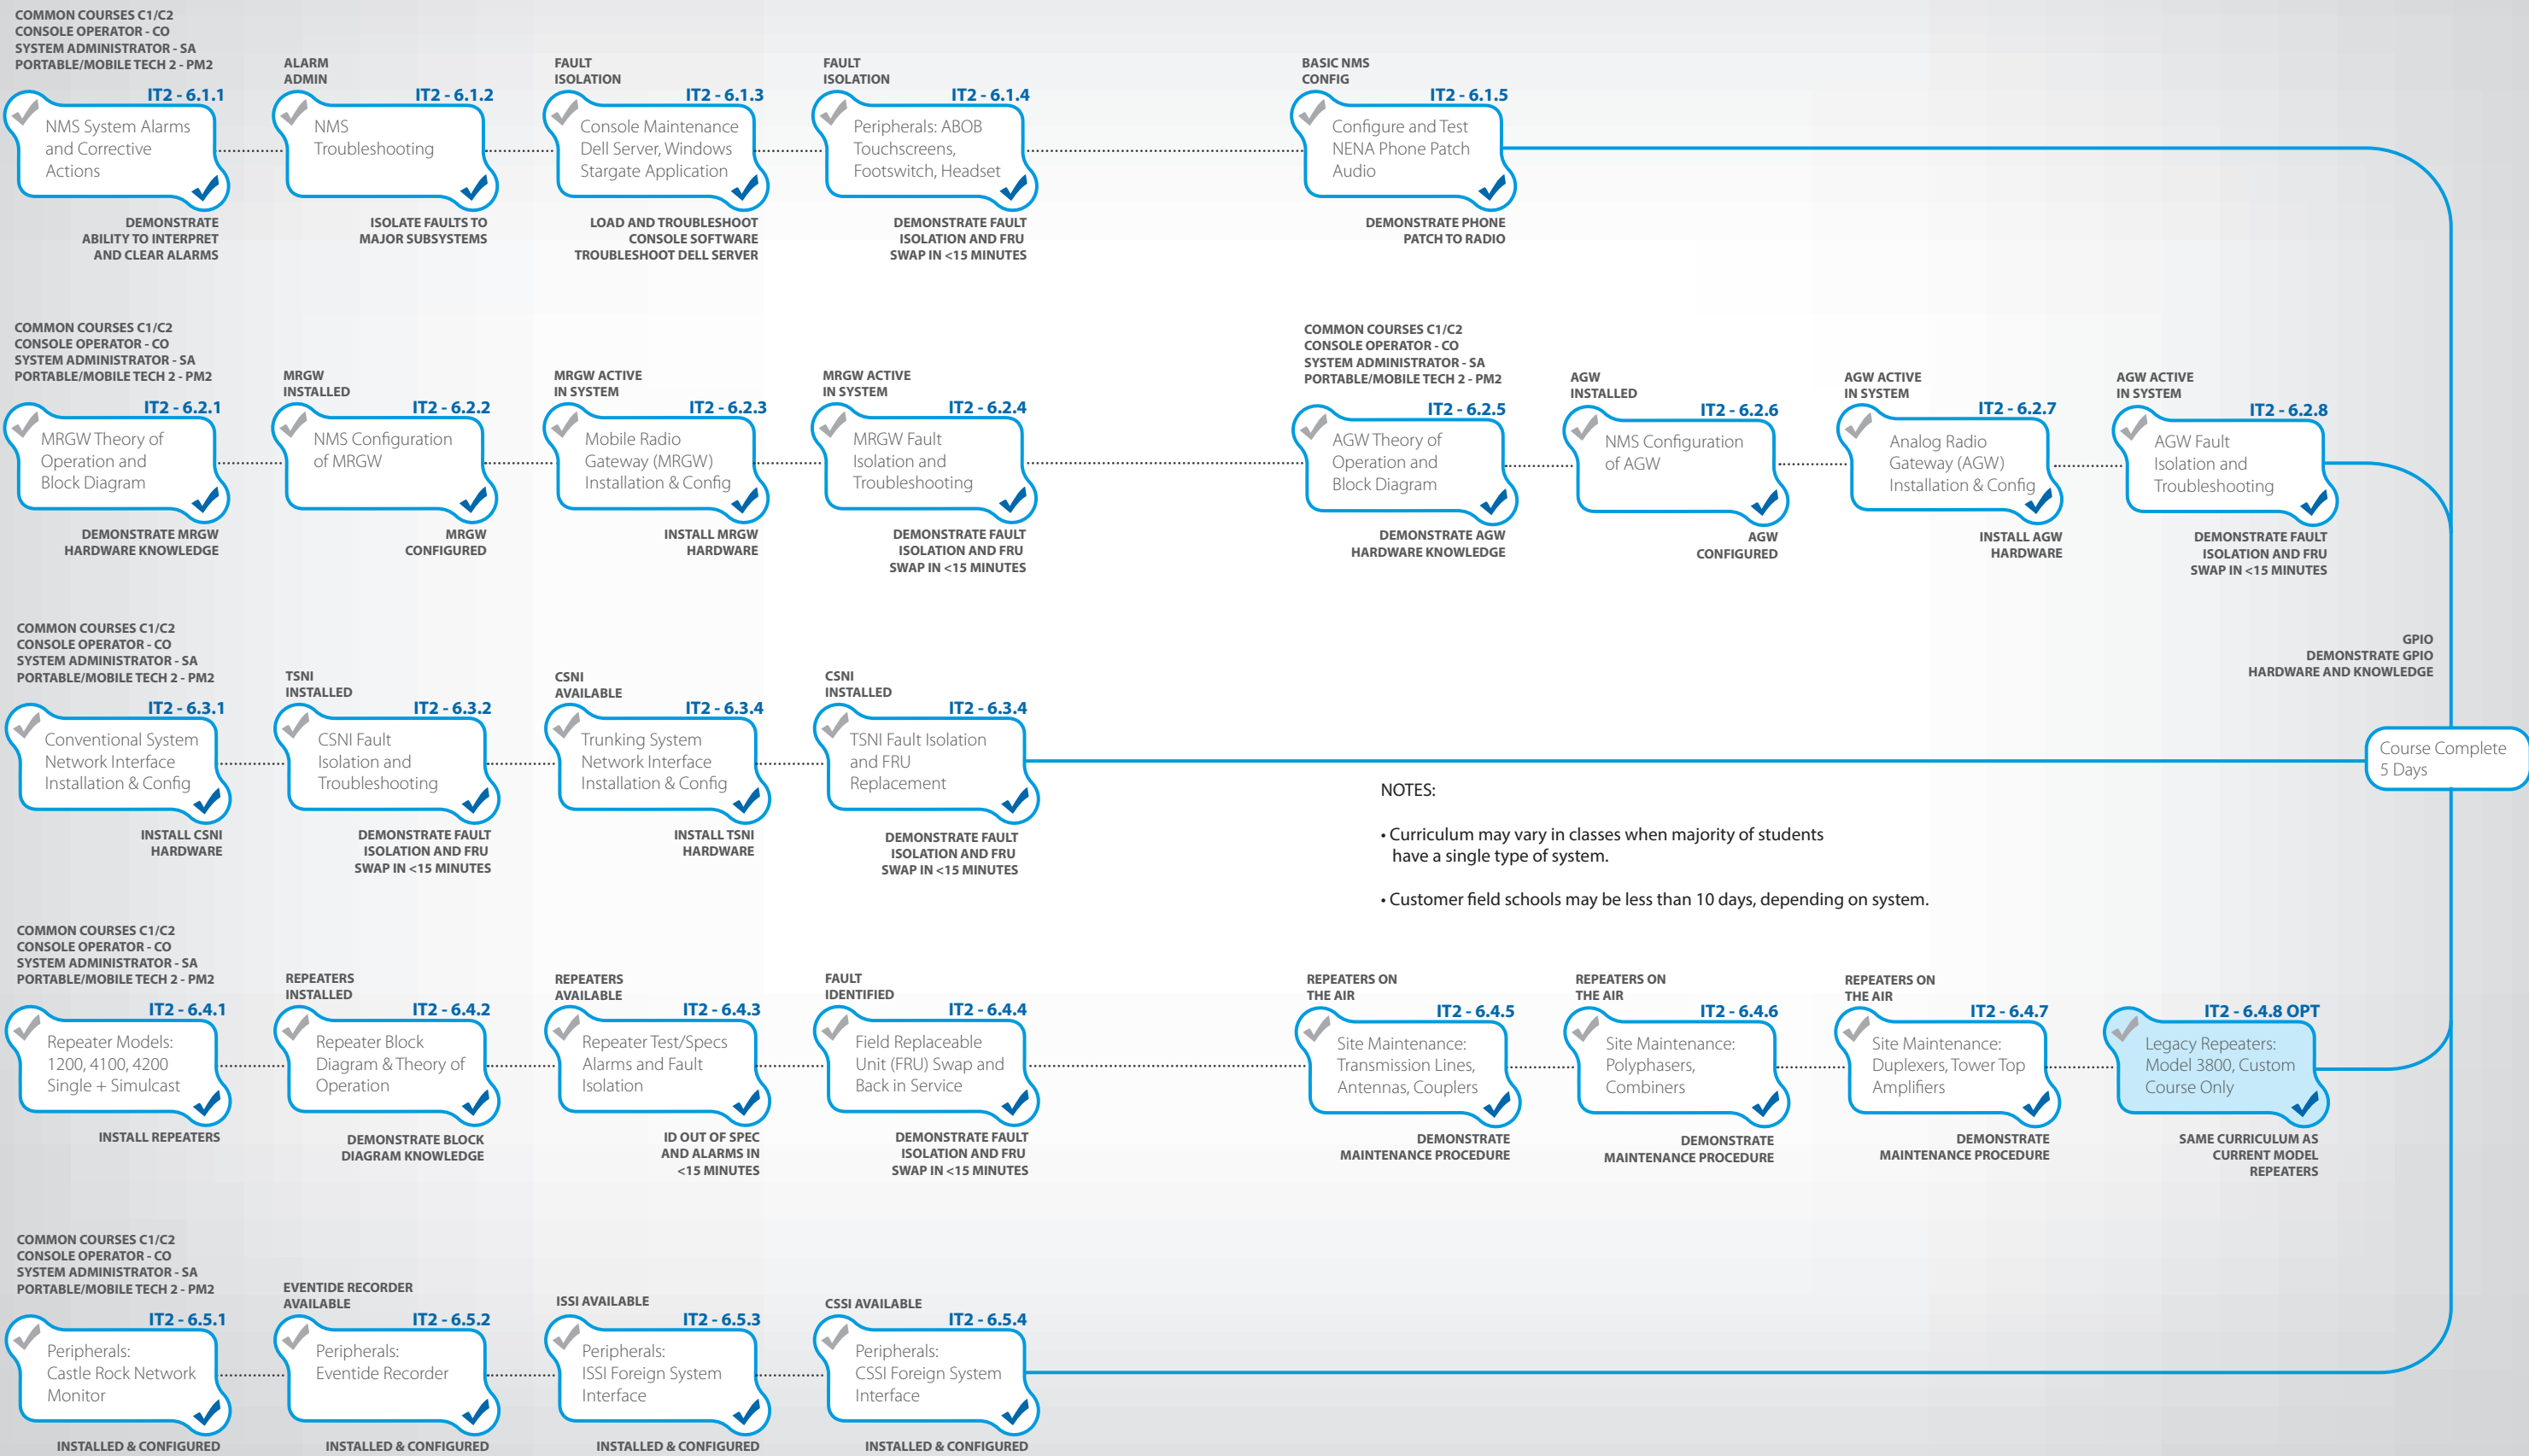 COMMON COURSES C1/C2
CONSOLE OPERATOR - CO
SYSTEM ADMINISTRATOR - SA
PORTABLE/MOBILE TECH 2 - PM2
IT2 - 6.1.1
NMS System Alarms
and Corrective
Actions
DEMONSTRATE
ABILITY TO INTERPRET
AND CLEAR ALARMS
ALARM
ADMIN
IT2 - 6.1.2
NMS
Troubleshooting
ISOLATE FAULTS TO
MAJOR SUBSYSTEMS
FAULT
ISOLATION
IT2 - 6.1.3
Console Maintenance
Dell Server, Windows
Stargate Application
LOAD AND TROUBLESHOOT
CONSOLE SOFTWARE
TROUBLESHOOT DELL SERVER
FAULT
ISOLATION
IT2 - 6.1.4
Peripherals: ABOB
Touchscreens,
Footswitch, Headset
DEMONSTRATE FAULT
ISOLATION AND FRU
SWAP IN <15 MINUTES
BASIC NMS
CONFIG
IT2 - 6.1.5
Configure and Test
NENA Phone Patch
Audio
DEMONSTRATE PHONE
PATCH TO RADIO
COMMON COURSES C1/C2
CONSOLE OPERATOR - CO
SYSTEM ADMINISTRATOR - SA
PORTABLE/MOBILE TECH 2 - PM2
IT2 - 6.2.1
MRGW Theory of
Operation and
Block Diagram
DEMONSTRATE MRGW
HARDWARE KNOWLEDGE
MRGW
INSTALLED
IT2 - 6.2.2
NMS Configuration
of MRGW
MRGW
CONFIGURED
MRGW ACTIVE
IN SYSTEM
IT2 - 6.2.3
Mobile Radio
Gateway (MRGW)
Installation & Config
INSTALL MRGW
HARDWARE
MRGW ACTIVE
IN SYSTEM
IT2 - 6.2.4
MRGW Fault
Isolation and
Troubleshooting
DEMONSTRATE FAULT
ISOLATION AND FRU
SWAP IN <15 MINUTES
COMMON COURSES C1/C2
CONSOLE OPERATOR - CO
SYSTEM ADMINISTRATOR - SA
PORTABLE/MOBILE TECH 2 - PM2
IT2 - 6.2.5
AGW Theory of
Operation and
Block Diagram
DEMONSTRATE AGW
HARDWARE KNOWLEDGE
AGW
INSTALLED
IT2 - 6.2.6
NMS Configuration
of AGW
AGW
CONFIGURED
AGW ACTIVE
IN SYSTEM
IT2 - 6.2.7
Analog Radio
Gateway (AGW)
Installation & Config
INSTALL AGW
HARDWARE
AGW ACTIVE
IN SYSTEM
IT2 - 6.2.8
AGW Fault
Isolation and
Troubleshooting
DEMONSTRATE FAULT
ISOLATION AND FRU
SWAP IN <15 MINUTES
COMMON COURSES C1/C2
CONSOLE OPERATOR - CO
SYSTEM ADMINISTRATOR - SA
PORTABLE/MOBILE TECH 2 - PM2
IT2 - 6.3.1
Conventional System
Network Interface
Installation & Config
INSTALL CSNI
HARDWARE
TSNI
INSTALLED
IT2 - 6.3.2
CSNI Fault
Isolation and
Troubleshooting
DEMONSTRATE FAULT
ISOLATION AND FRU
SWAP IN <15 MINUTES
CSNI
AVAILABLE
IT2 - 6.3.4
Trunking System
Network Interface
Installation & Config
INSTALL TSNI
HARDWARE
CSNI
INSTALLED
IT2 - 6.3.4
TSNI Fault Isolation
and FRU
Replacement
DEMONSTRATE FAULT
ISOLATION AND FRU
SWAP IN <15 MINUTES
GPIO
DEMONSTRATE GPIO
HARDWARE AND KNOWLEDGE
Course Complete
5 Days
NOTES:
• Curriculum may vary in classes when majority of students
have a single type of system.
• Customer field schools may be less than 10 days, depending on system.
COMMON COURSES C1/C2
CONSOLE OPERATOR - CO
SYSTEM ADMINISTRATOR - SA
PORTABLE/MOBILE TECH 2 - PM2
IT2 - 6.4.1
Repeater Models:
1200, 4100, 4200
Single + Simulcast
INSTALL REPEATERS
REPEATERS
INSTALLED
IT2 - 6.4.2
Repeater Block
Diagram & Theory of
Operation
DEMONSTRATE BLOCK
DIAGRAM KNOWLEDGE
REPEATERS
AVAILABLE
IT2 - 6.4.3
Repeater Test/Specs
Alarms and Fault
Isolation
ID OUT OF SPEC
AND ALARMS IN
<15 MINUTES
FAULT
IDENTIFIED
IT2 - 6.4.4
Field Replaceable
Unit (FRU) Swap and
Back in Service
DEMONSTRATE FAULT
ISOLATION AND FRU
SWAP IN <15 MINUTES
REPEATERS ON
THE AIR
IT2 - 6.4.5
Site Maintenance:
Transmission Lines,
Antennas, Couplers
DEMONSTRATE
MAINTENANCE PROCEDURE
REPEATERS ON
THE AIR
IT2 - 6.4.6
Site Maintenance:
Polyphasers,
Combiners
DEMONSTRATE
MAINTENANCE PROCEDURE
REPEATERS ON
THE AIR
IT2 - 6.4.7
Site Maintenance:
Duplexers, Tower Top
Amplifiers
DEMONSTRATE
MAINTENANCE PROCEDURE
IT2 - 6.4.8 OPT
Legacy Repeaters:
Model 3800, Custom
Course Only
SAME CURRICULUM AS
CURRENT MODEL
REPEATERS
COMMON COURSES C1/C2
CONSOLE OPERATOR - CO
SYSTEM ADMINISTRATOR - SA
PORTABLE/MOBILE TECH 2 - PM2
IT2 - 6.5.1
Peripherals:
Castle Rock Network
Monitor
INSTALLED & CONFIGURED
EVENTIDE RECORDER
AVAILABLE
IT2 - 6.5.2
Peripherals:
Eventide Recorder
INSTALLED & CONFIGURED
ISSI AVAILABLE
IT2 - 6.5.3
Peripherals:
ISSI Foreign System
Interface
INSTALLED & CONFIGURED
CSSI AVAILABLE
IT2 - 6.5.4
Peripherals:
CSSI Foreign System
Interface
INSTALLED & CONFIGURED